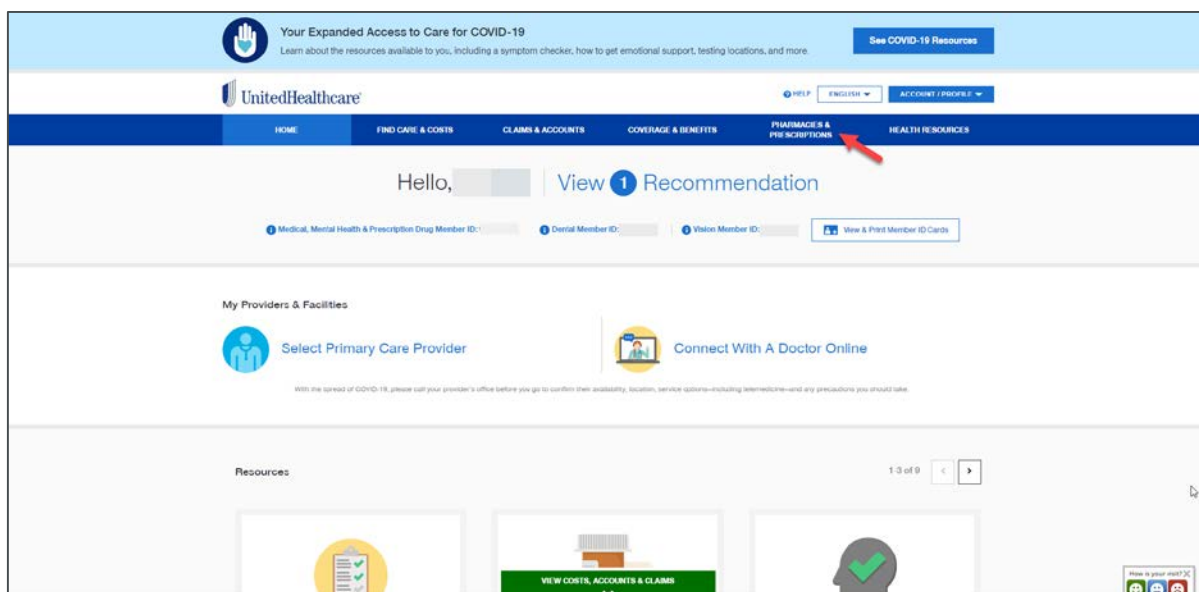 Your Expanded Access to Care for COVID-19
Learn about the resources available to you, including a symptom checker, how to get emotional support, testing locations, and more.
See COVID-19 Resources
UnitedHealthcare
HELP
ENGLISH
ACCOUNT / PROFILE
HOME
FIND CARE & COSTS
CLAIMS & ACCOUNTS
COVERAGE & BENEFITS
PHARMACIES &
PRESCRIPTIONS
HEALTH RESOURCES
Hello,
View 1 Recommendation
Medical, Mental Health & Prescription Drug Member ID:
Dental Member ID:
Vision Member ID:
View & Print Member ID Cards
My Providers & Facilities
Select Primary Care Provider
Connect With A Doctor Online
With the spread of COVID-19, please call your provider's office before you go to confirm their availability, location, service options–including telemedicine–and any precautions you should take.
Resources
1-3 of 9
VIEW COSTS, ACCOUNTS & CLAIMS
How is your visit? X